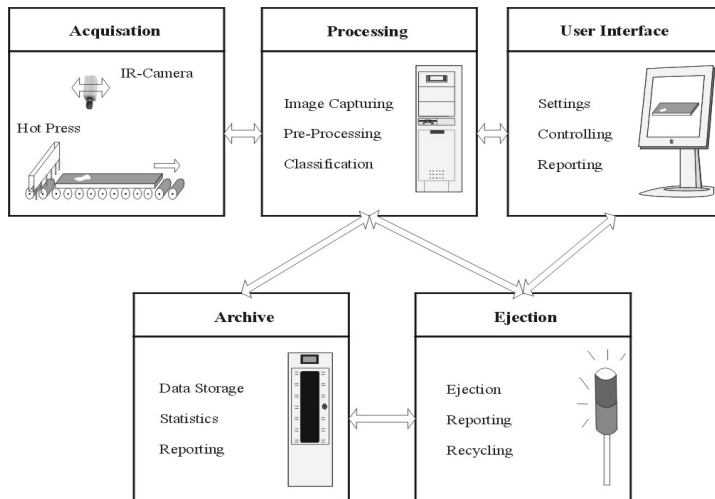 Acquisation
IR-Camera
Hot Press
Processing
Image Capturing
Pre-Processing
Classification
User Interface
Settings
Controlling
Reporting
Archive
Data Storage
Statistics
Reporting
Ejection
Ejection
Reporting
Recycling